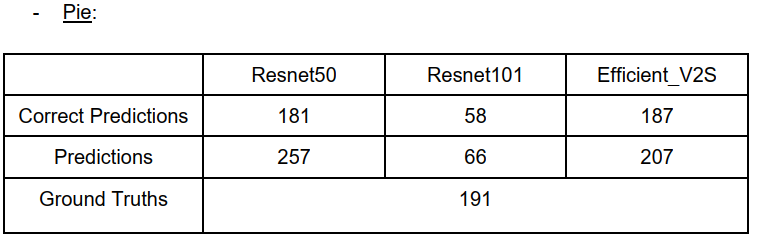 - Pie:
Resnet50 Resnet101 Efficient_V2S
Correct Predictions 181 58 187
Predictions 257 66 207
Ground Truths 191